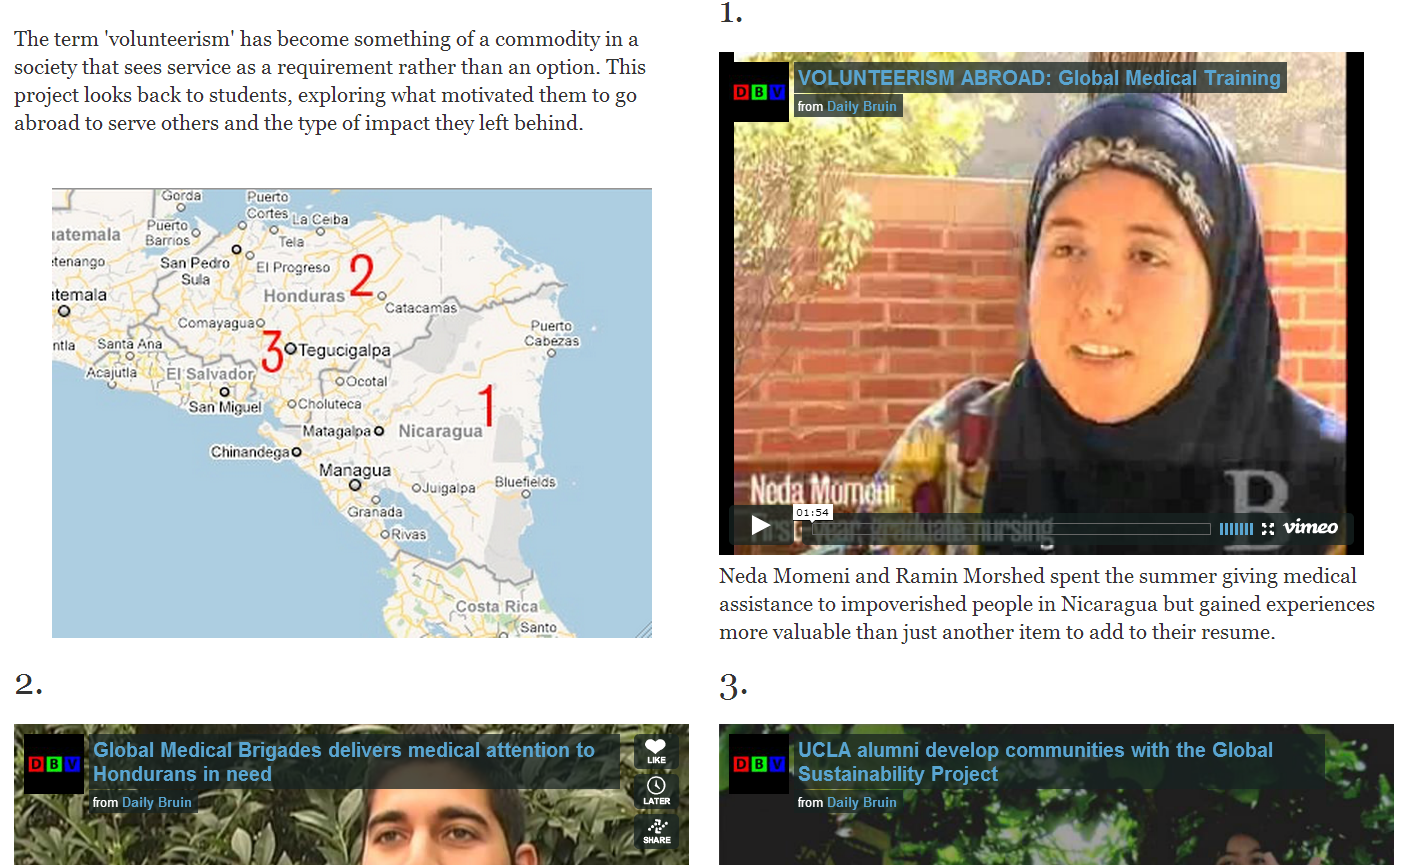 The term 'volunteerism' has become something of a commodity in a
society that sees service as a requirement rather than an option. This
project looks back to students, exploring what motivated them to go
abroad to serve others and the type of impact they left behind.
Gorda
Puerto
Cortes
La Ceiba
Puerto
Barrios
Tela
uatemala
tenango
San Pedro
Sula
El Progreso
2
Honduras
Catacamas
temala
Comayagua
3
Tegucigalpa
Puerto
Cabezas
ntla
Santa Ana
Acajutla
El Salvador
Ocotal
San Miguel
Choluteca
1
Matagalpa
Nicaragua
Chinandega
Managua
Juigalpa
Bluefields
Granada
Rivas
Costa Rica
Santo
1.
DBV
VOLUNTEERISM ABROAD: Global Medical Training
from Daily Bruin
Neda Momeni
B
01:54
first year, graduate nursing
vimeo
Neda Momeni and Ramin Morshed spent the summer giving medical
assistance to impoverished people in Nicaragua but gained experiences
more valuable than just another item to add to their resume.
2.
DBV
Global Medical Brigades delivers medical attention to
Hondurans in need
from Daily Bruin
LIKE
LATER
SHARE
3.
DBV
UCLA alumni develop communities with the Global
Sustainability Project
from Daily Bruin